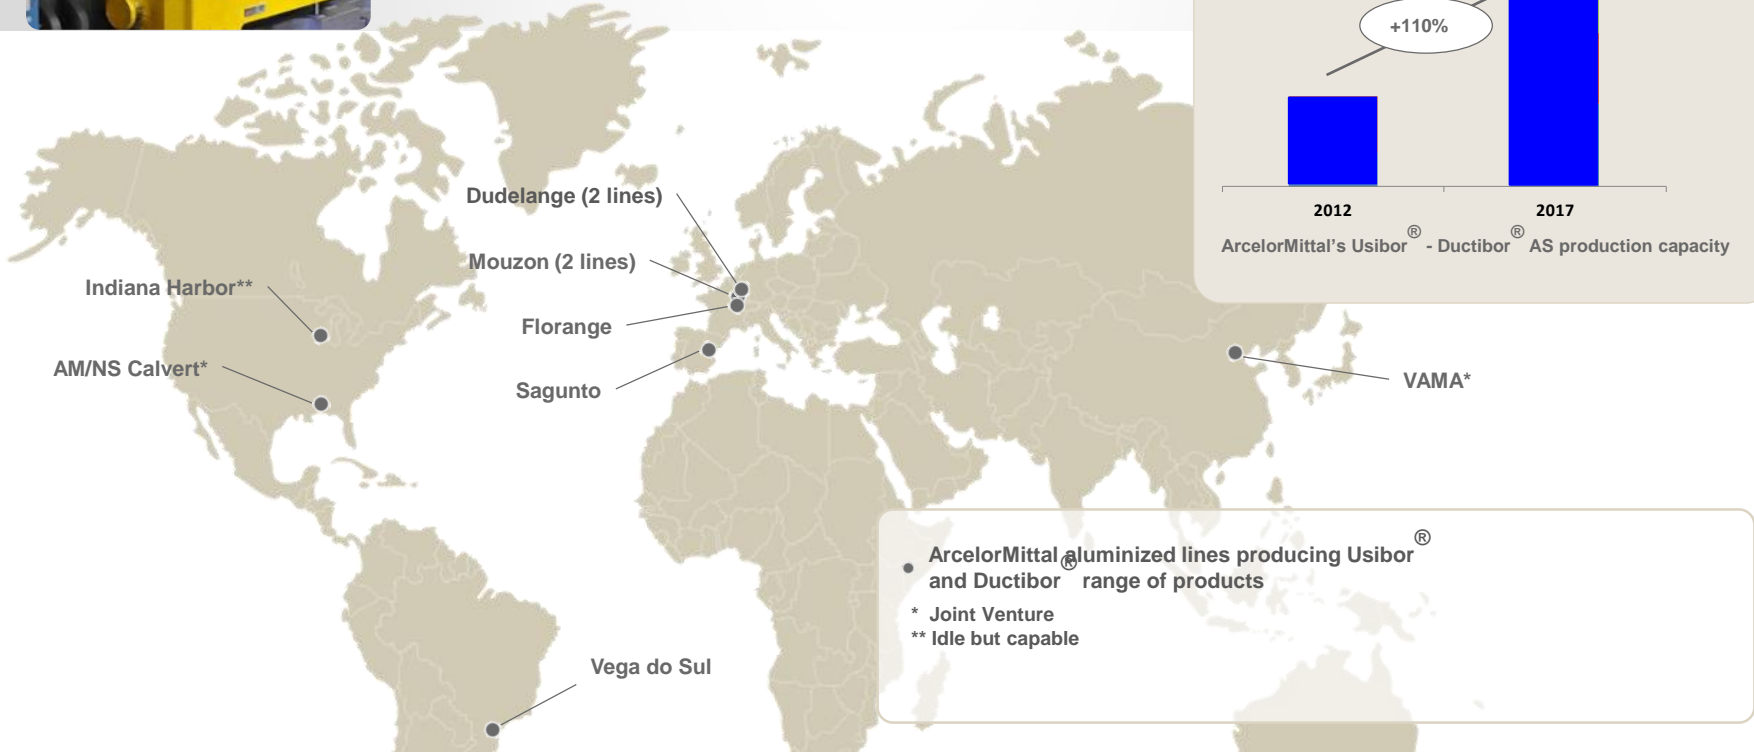 +110%
2012
2017
ArcelorMittal's Usibor® - Ductibor® AS production capacity
Dudelange (2 lines)
Mouzon (2 lines)
Indiana Harbor**
Florange
AM/NS Calvert*
Sagunto
VAMA*
ArcelorMittal aluminized lines producing Usibor®
and Ductibor® range of products
* Joint Venture
** Idle but capable
Vega do Sul